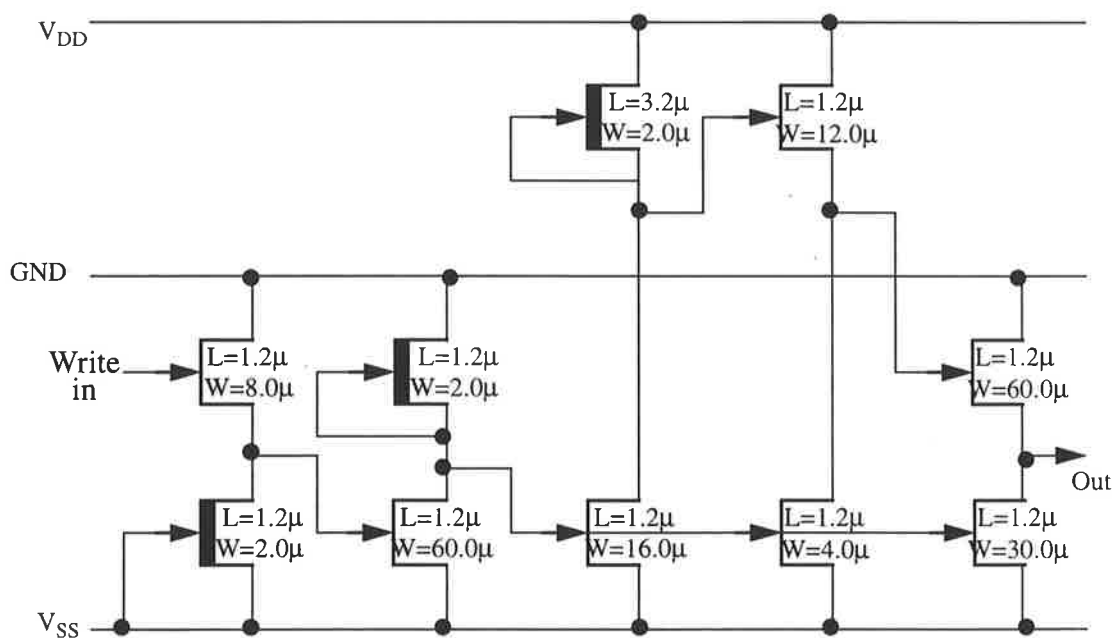 V_DD
L=3.2μ
W=2.0μ
L=1.2μ
W=12.0μ
GND
Write
in
L=1.2μ
W=8.0μ
L=1.2μ
W=2.0μ
L=1.2μ
W=60.0μ
Out
L=1.2μ
W=2.0μ
L=1.2μ
W=60.0μ
L=1.2μ
W=16.0μ
L=1.2μ
W=4.0μ
L=1.2μ
W=30.0μ
V_SS